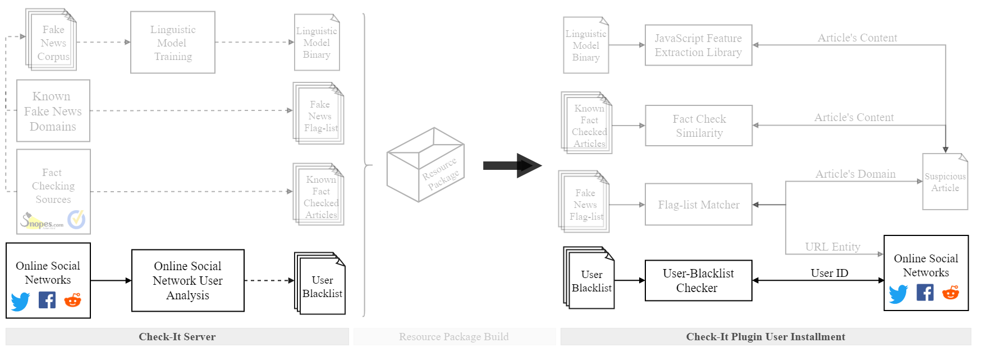 Fake
News
Corpus
Linguistic
Model
Training
Linguistic
Model
Binary
Known
Fake News
Domains
Fake
News
Flag-list
Fact
Checking
Sources
Snopes.com
Known
Fact
Checked
Articles
Online Social
Networks
Online Social
Network User
Analysis
User
Blacklist
Resource
Package
Linguistic
Model
Binary
JavaScript Feature
Extraction Library
Article's Content
Known
Fact
Checked
Articles
Fact Check
Similarity
Article's Content
Fake
News
Flag-list
Flag-list Matcher
Article's Domain
Suspicious
Article
URL Entity
User
Blacklist
User-Blacklist
Checker
User ID
Online Social
Networks
Check-It Server
Resource Package Build
Check-It Plugin User Installment